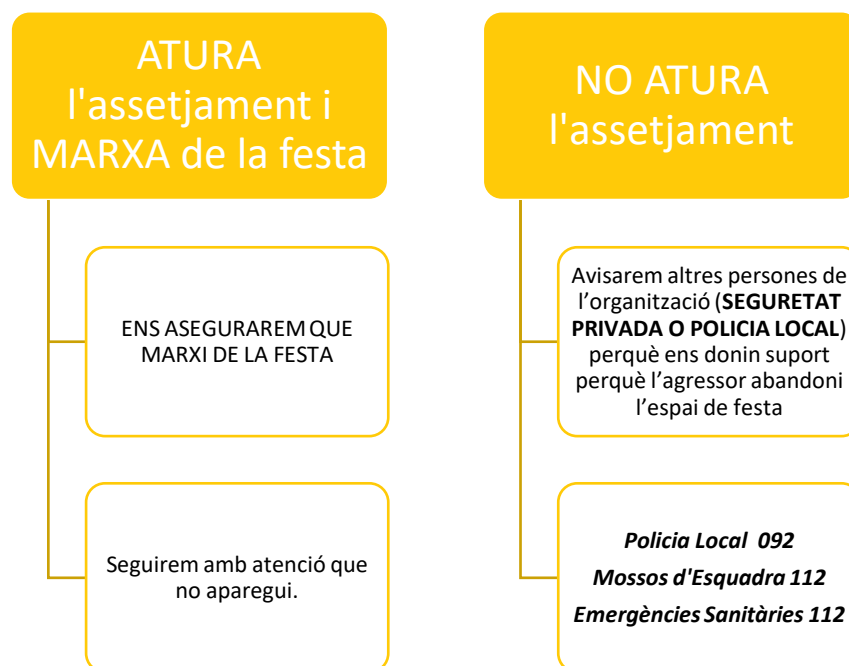 ATURA
l'assetjament i
MARXA de la festa
ENS ASEGURAREM QUE
MARXI DE LA FESTA
Seguirem amb atenció que
no aparegui.
NO ATURA
l'assetjament
Avisarem altres persones de
l’organització (SEGURETAT
PRIVADA O POLICIA LOCAL)
perquè ens donin suport
perquè l’agressor abandoni
l’espai de festa
Policia Local 092
Mossos d'Esquadra 112
Emergències Sanitàries 112